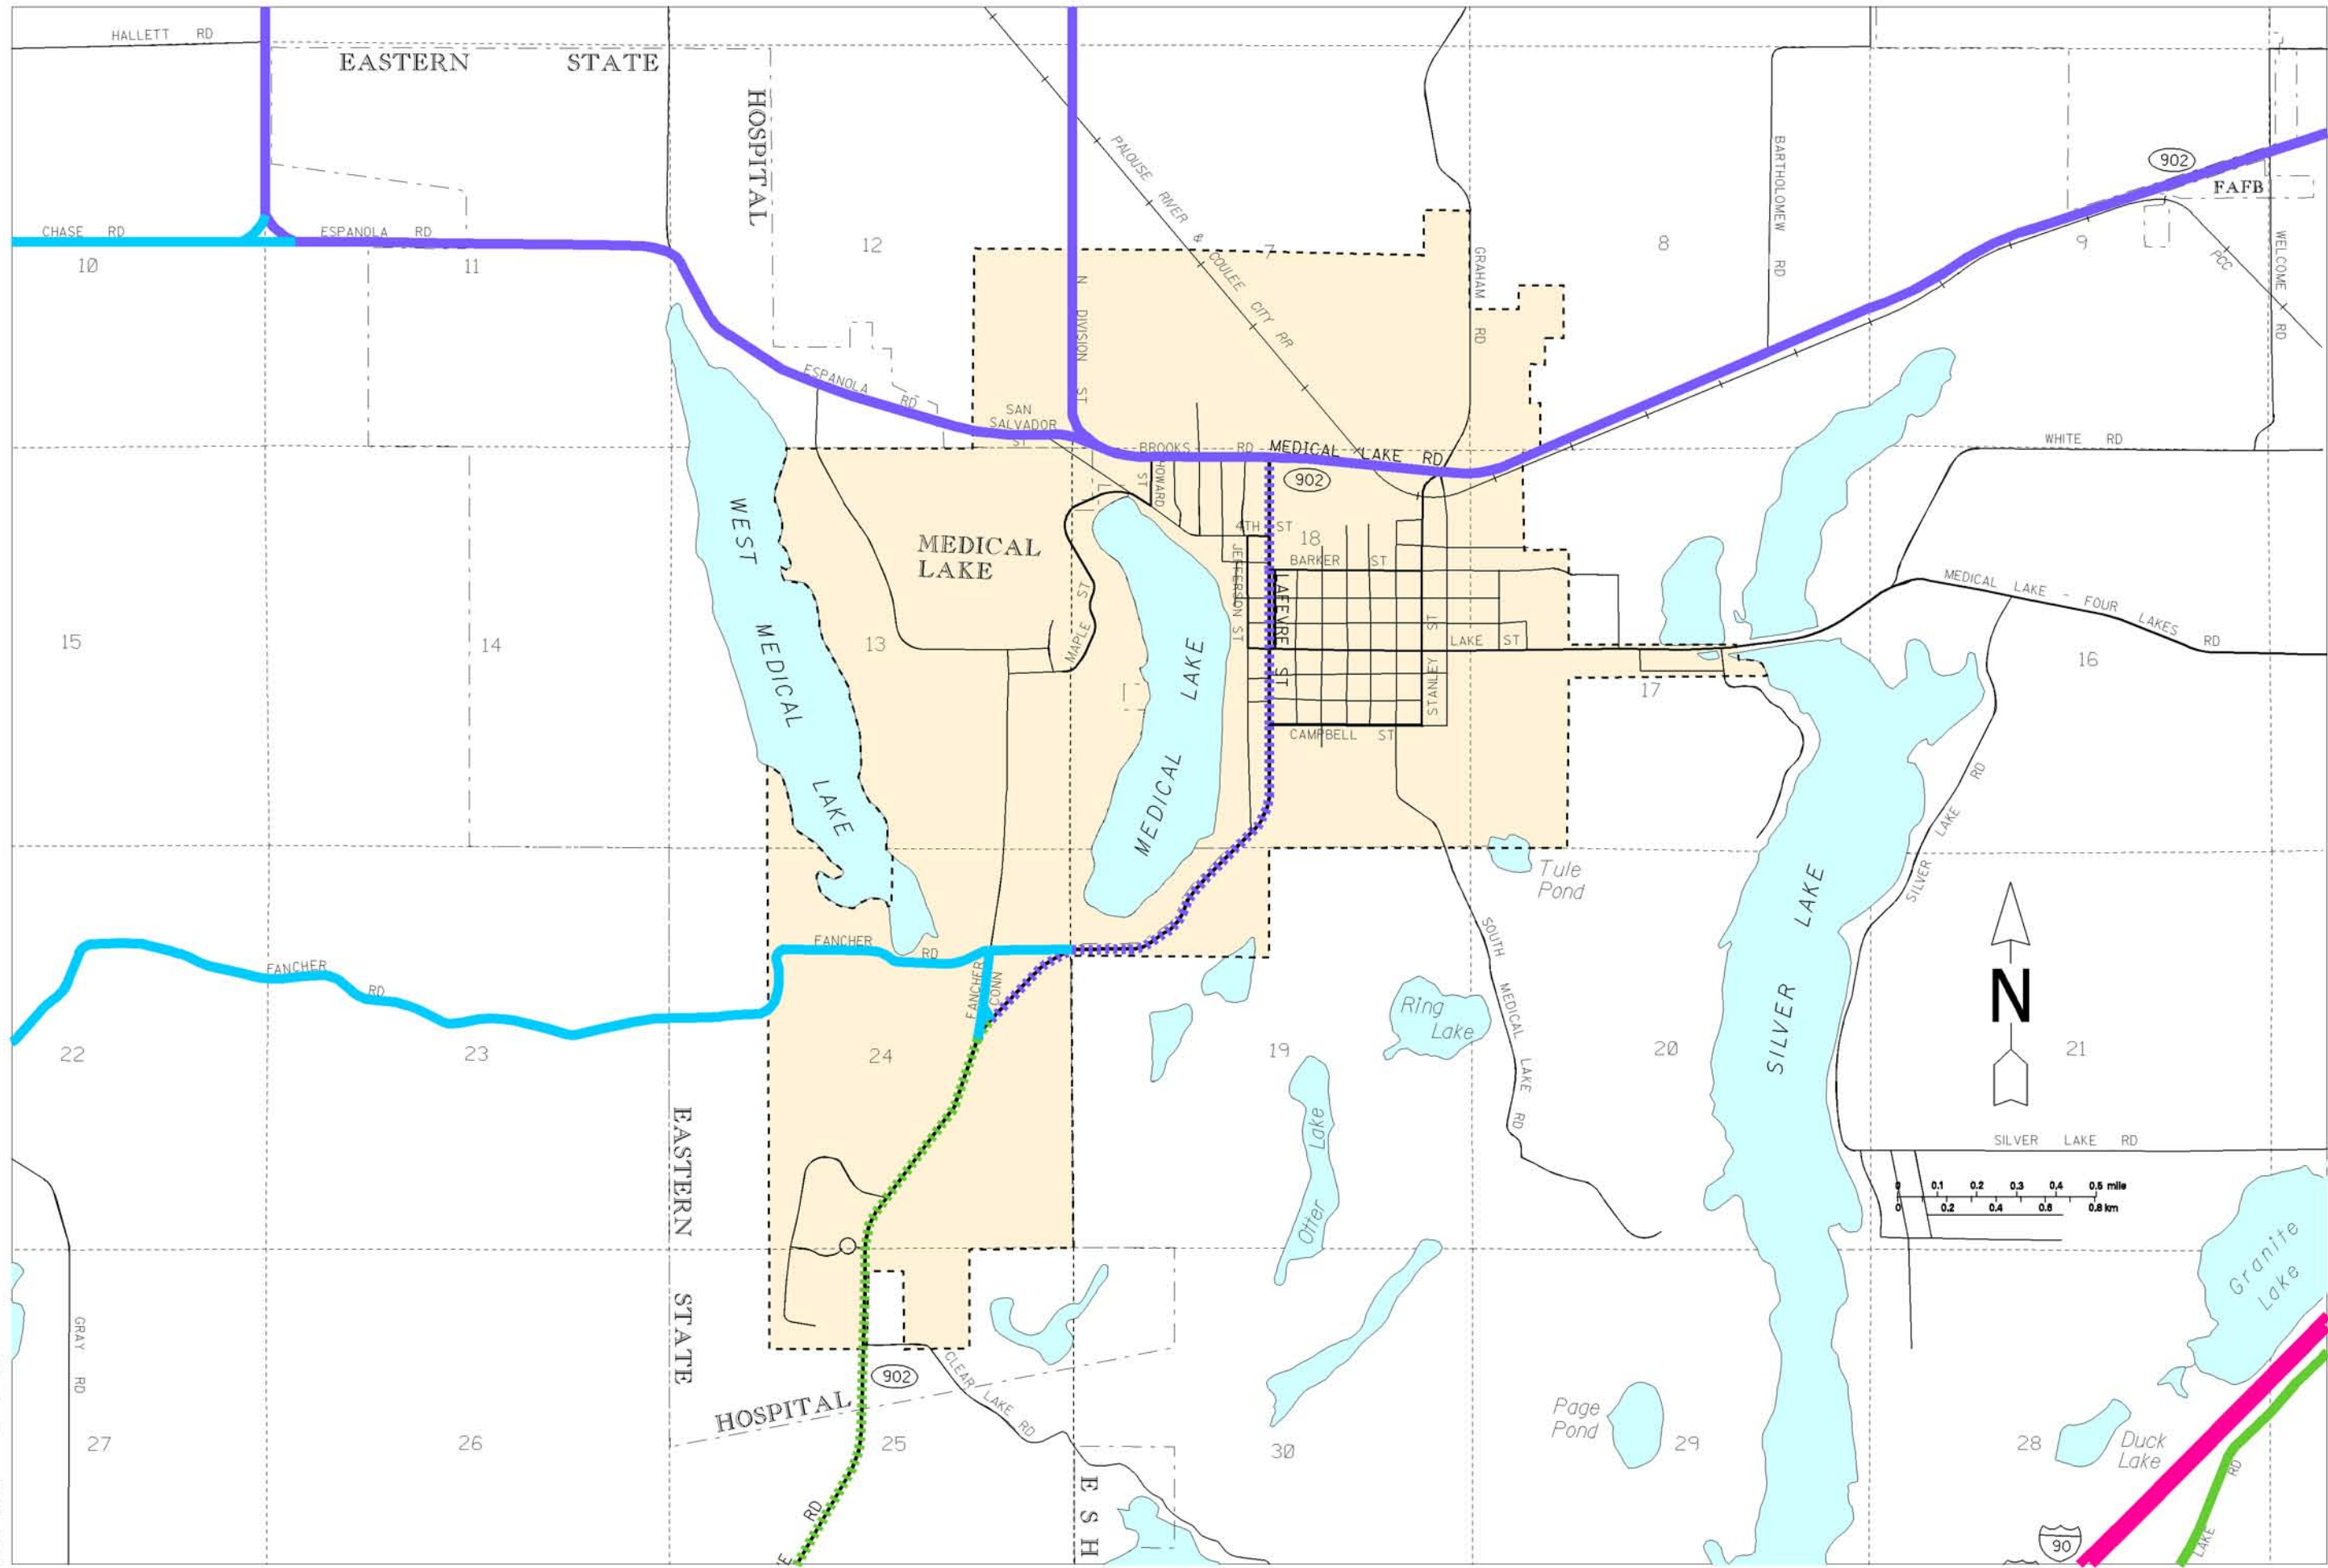 HALLETT RD
EASTERN STATE
HOSPITAL
PALOUSE RIVER & COULEE CITY RR
BARTHOLOMEW RD
902
FAFB
CHASE RD
ESPANOLA RD
10
11
12
7
8
9
PCC
WELCOME RD
GRAHAM RD
N DIVISION ST
ESPANOLA RD
SAN
SALVADOR
ST
BROOKS RD
MEDICAL LAKE RD
902
WHITE RD
HOWARD
ST
WEST MEDICAL LAKE
MEDICAL
LAKE
4TH ST
18
BARKER ST
JEFFERSON ST
LAFEVRE ST
MAPLE ST
MEDICAL LAKE
STANLEY ST
LAKE ST
CAMPBELL ST
MEDICAL LAKE - FOUR LAKES RD
15
14
13
17
16
SILVER LAKE RD
Tule
Pond
SILVER LAKE
FANCHER RD
FANCHER RD
FANCHER
CONN
SOUTH MEDICAL LAKE RD
Ring
Lake
N
22
23
24
19
20
21
EASTERN STATE
HOSPITAL
Otter Lake
SILVER LAKE RD
0 0.1 0.2 0.3 0.4 0.5 mile
0 0.2 0.4 0.6 0.8 km
Granite
Lake
GRAY RD
902
CLEAR LAKE RD
Page
Pond
27
26
25
30
29
28
Duck
Lake
RD
E S H
90
LAKE RD